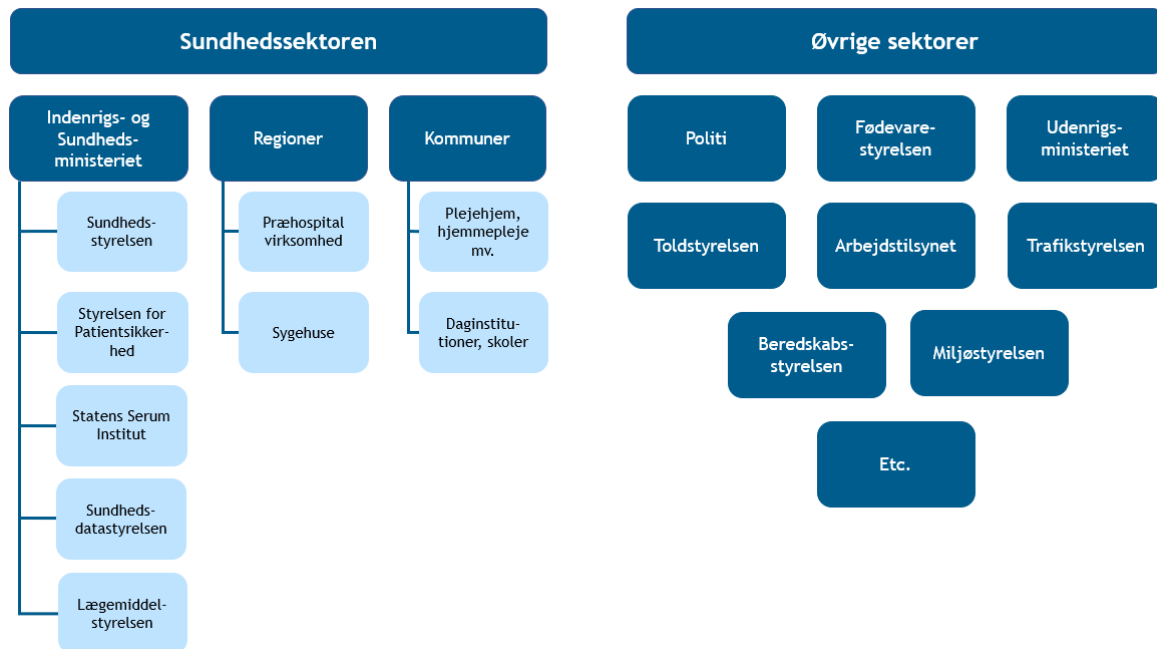 Sundhedssektoren
Indenrigs- og
Sundheds-
ministeriet
Sundheds-
styrelsen
Styrelsen for
Patientsikker-
hed
Statens Serum
Institut
Sundheds-
datastyrelsen
Lægemiddel-
styrelsen
Regioner
Præhospital
virksomhed
Sygehuse
Kommuner
Plejehjem,
hjemmepleje
mv.
Daginstitu-
tioner, skoler
Øvrige sektorer
Politi
Fødevare-
styrelsen
Udenrigs-
ministeriet
Toldstyrelsen
Arbejdstilsynet
Trafikstyrelsen
Beredskabs-
styrelsen
Miljøstyrelsen
Etc.